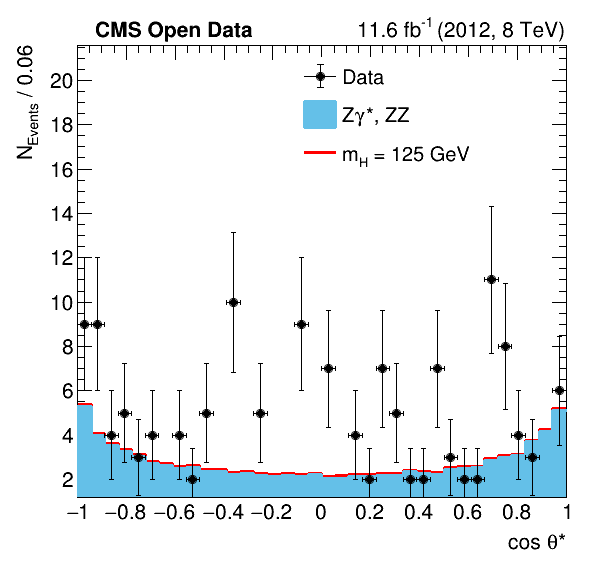 CMS Open Data
11.6 fb⁻¹ (2012, 8 TeV)
N_Events / 0.06
20
18
16
14
12
10
8
6
4
2
Data
Zγ*, ZZ
m_H = 125 GeV
−1 −0.8 −0.6 −0.4 −0.2 0 0.2 0.4 0.6 0.8 1
cos θ*